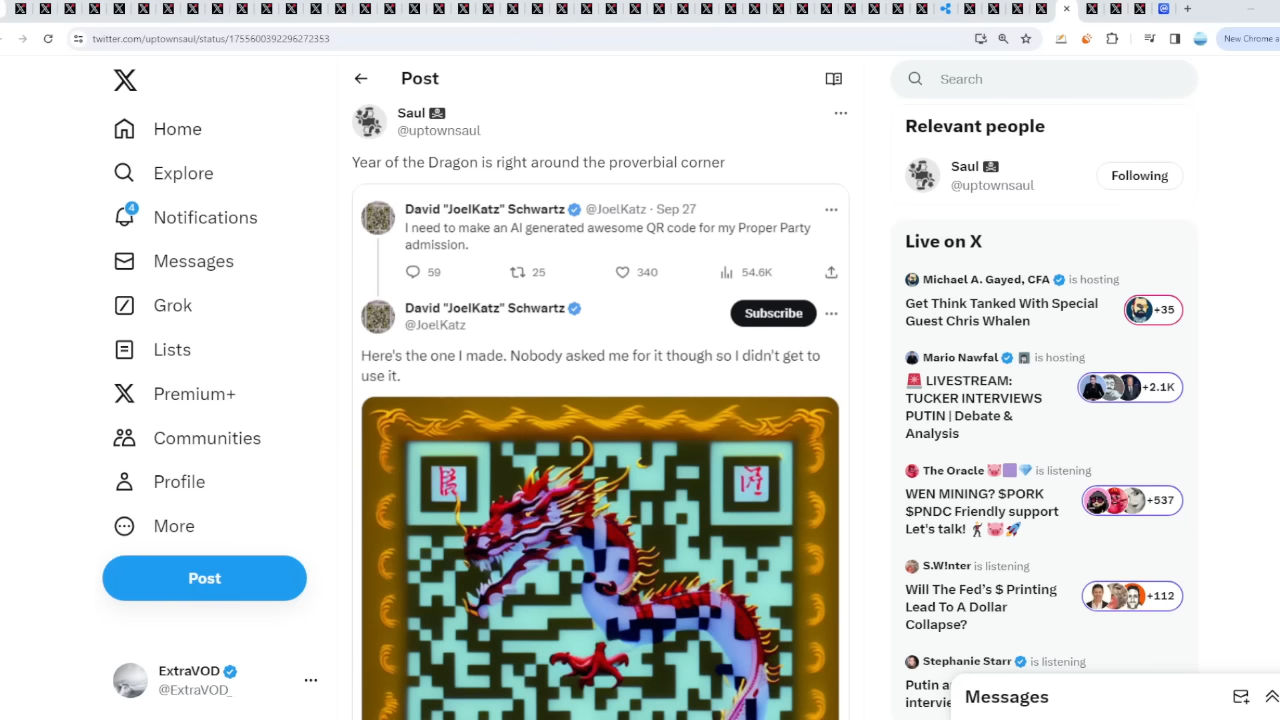 twitter.com/uptownsaul/status/1755600392296272353
New Chrome a
Home
Explore
4
Notifications
Messages
Grok
Lists
Premium+
Communities
Profile
More
Post
ExtraVOD
@ExtraVOD_
Post
Saul
@uptownsaul
Year of the Dragon is right around the proverbial corner
David "JoelKatz" Schwartz @JoelKatz · Sep 27
I need to make an AI generated awesome QR code for my Proper Party
admission.
59 25 340 54.6K
David "JoelKatz" Schwartz
@JoelKatz
Subscribe
Here's the one I made. Nobody asked me for it though so I didn't get to
use it.
Search
Relevant people
Saul
@uptownsaul
Following
Live on X
Michael A. Gayed, CFA is hosting
Get Think Tanked With Special
Guest Chris Whalen
+35
Mario Nawfal is hosting
🚨 LIVESTREAM:
TUCKER INTERVIEWS
PUTIN | Debate &
Analysis
+2.1K
The Oracle 🐷🟪💎 is listening
WEN MINING? $PORK
$PNDC Friendly support
Let's talk! 🕺🐷🚀
+537
S.W!nter is listening
Will The Fed’s $ Printing
Lead To A Dollar
Collapse?
+112
Stephanie Starr is listening
Putin a
intervie
Messages